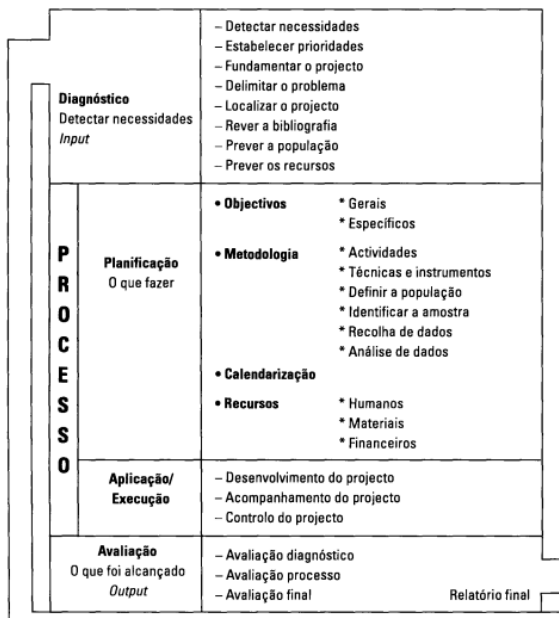 Diagnóstico
Detectar necessidades
Input
– Detectar necessidades
– Estabelecer prioridades
– Fundamentar o projecto
– Delimitar o problema
– Localizar o projecto
– Rever a bibliografia
– Prever a população
– Prever os recursos
PROCESSO
Planificação
O que fazer
• Objectivos * Gerais
* Específicos
• Metodologia * Actividades
* Técnicas e instrumentos
* Definir a população
* Identificar a amostra
* Recolha de dados
* Análise de dados
• Calendarização
• Recursos * Humanos
* Materiais
* Financeiros
Aplicação/
Execução
– Desenvolvimento do projecto
– Acompanhamento do projecto
– Controlo do projecto
Avaliação
O que foi alcançado
Output
– Avaliação diagnóstico
– Avaliação processo
– Avaliação final Relatório final